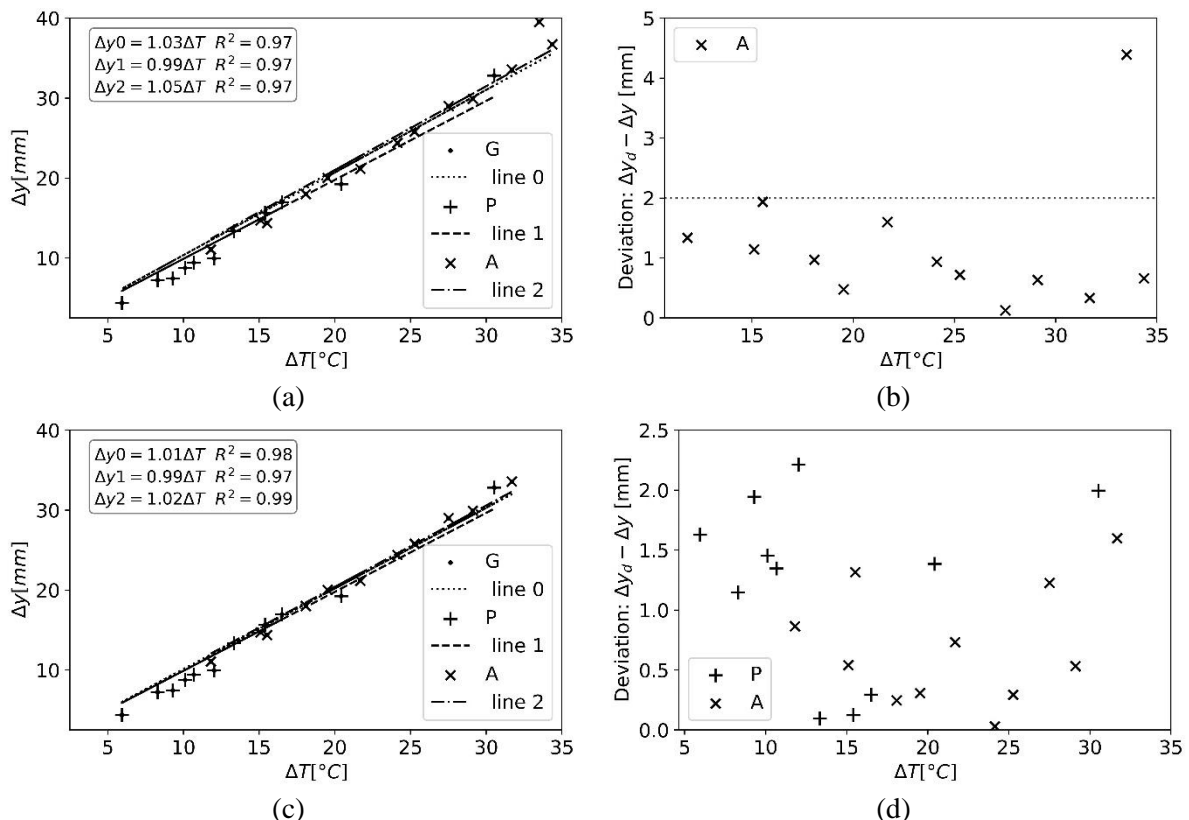 40
30
20
10
Δy[mm]
Δy0 = 1.03ΔT R² = 0.97
Δy1 = 0.99ΔT R² = 0.97
Δy2 = 1.05ΔT R² = 0.97
G
line 0
P
line 1
A
line 2
5 10 15 20 25 30 35
ΔT[°C]
(a)
5
4
3
2
1
0
Deviation: Δy_d − Δy [mm]
A
15 20 25 30 35
ΔT[°C]
(b)
40
30
20
10
Δy[mm]
Δy0 = 1.01ΔT R² = 0.98
Δy1 = 0.99ΔT R² = 0.97
Δy2 = 1.02ΔT R² = 0.99
G
line 0
P
line 1
A
line 2
5 10 15 20 25 30 35
ΔT[°C]
(c)
2.5
2.0
1.5
1.0
0.5
0.0
Deviation: Δy_d − Δy [mm]
P
A
5 10 15 20 25 30 35
ΔT[°C]
(d)